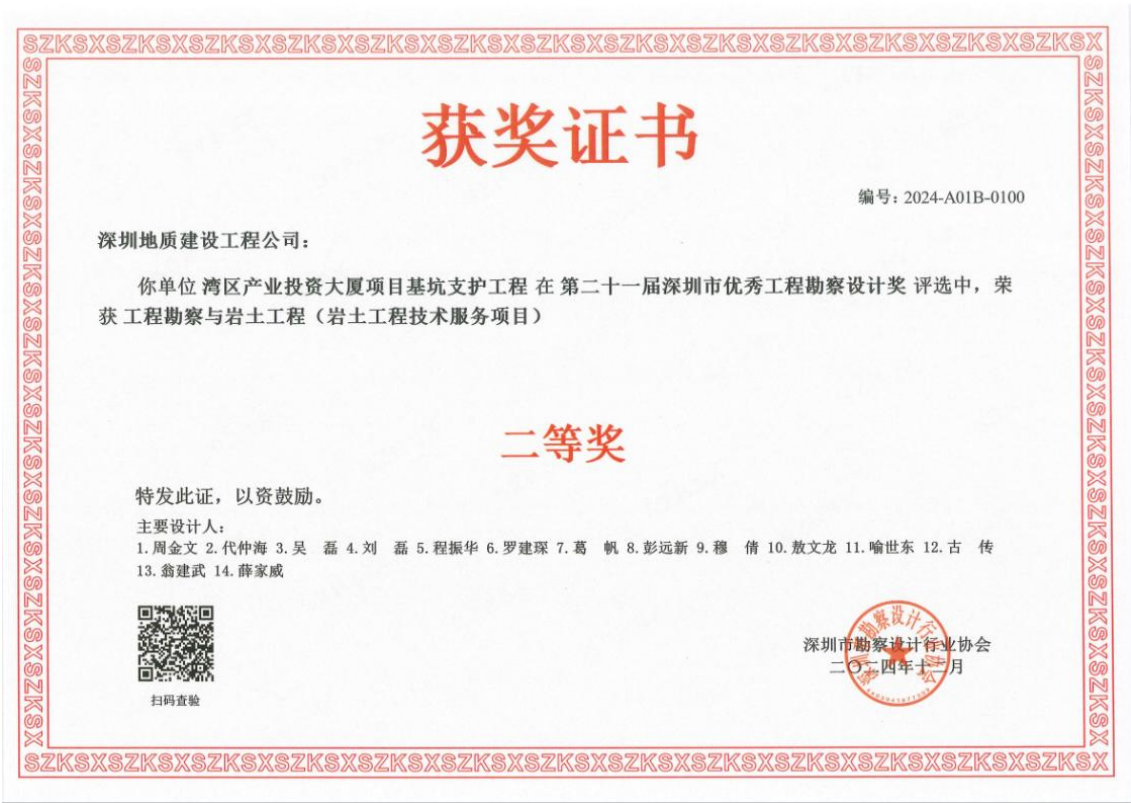 SZKSXSZKSXSZKSXSZKSXSZKSXSZKSXSZKSXSZKSXSZKSXSZKSXSZKSXSZKSXSZKSX
获奖证书
编号：2024-A01B-0100
深圳地质建设工程公司：
你单位 湾区产业投资大厦项目基坑支护工程 在 第二十一届深圳市优秀工程勘察设计奖 评选中，荣
获 工程勘察与岩土工程（岩土工程技术服务项目）
二等奖
特发此证，以资鼓励。
主要设计人：
1.周金文 2.代仲海 3.吴　磊 4.刘　磊 5.程振华 6.罗建琛 7.葛　帆 8.彭远新 9.穆　倩 10.敖文龙 11.喻世东 12.古　传
13.翁建武 14.薛家威
扫码查验
深圳市勘察设计行业协会
二〇二四年十二月
SZKSXSZKSXSZKSXSZKSXSZKSXSZKSXSZKSXSZKSXSZKSXSZKSXSZKSXSZKSXSZKSX